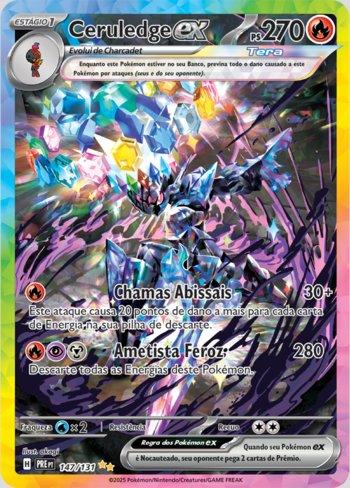 ESTÁGIO 1
Ceruledge ex PS 270
Evolui de Charcadet
Tera
Enquanto este Pokémon estiver no seu Banco, previna todo o dano causado a este
Pokémon por ataques (seus e do seu oponente).
Chamas Abissais 30+
Este ataque causa 20 pontos de dano a mais para cada carta
de Energia na sua pilha de descarte.
Ametista Feroz 280
Descarte todas as Energias deste Pokémon.
Fraqueza ×2 Resistência Recuo
Regra dos Pokémon ex
Quando seu Pokémon ex
é Nocauteado, seu oponente pega 2 cartas de Prêmio.
Ilust. okagi
H PRE PT 147/131
©2025 Pokémon/Nintendo/Creatures/GAME FREAK